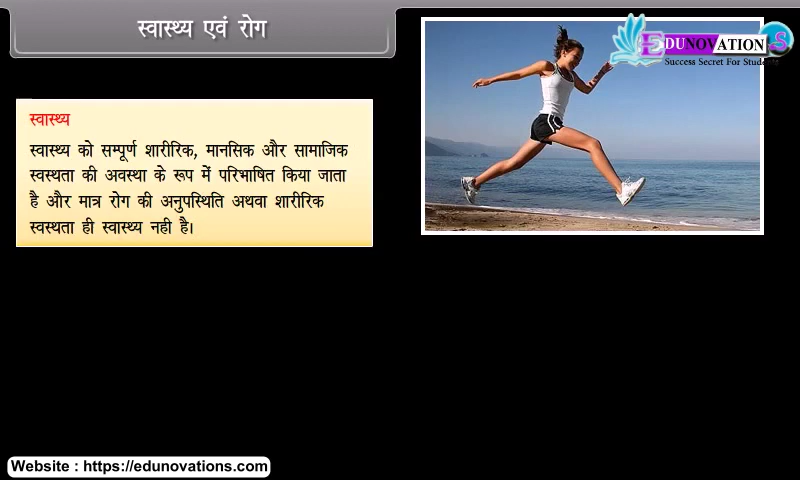 स्वास्थ्य एवं रोग
EDUNOVATIONS
Success Secret For Students
स्वास्थ्य
स्वास्थ्य को सम्पूर्ण शारीरिक, मानसिक और सामाजिक
स्वस्थता की अवस्था के रूप में परिभाषित किया जाता
है और मात्र रोग की अनुपस्थिति अथवा शारीरिक
स्वस्थता ही स्वास्थ्य नही है।
Website : https://edunovations.com